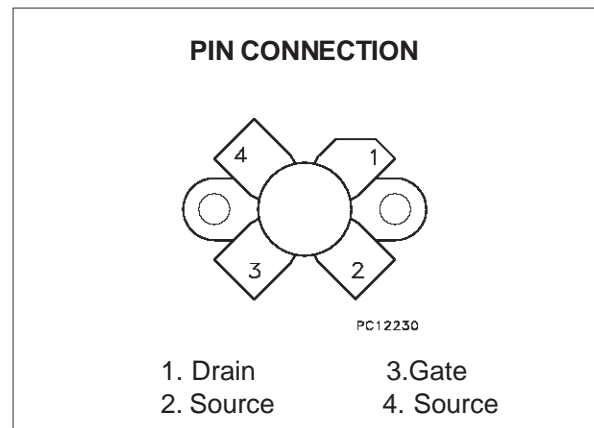 PIN CONNECTION
4
1
3
2
PC12230
1. Drain 3.Gate
2. Source 4. Source